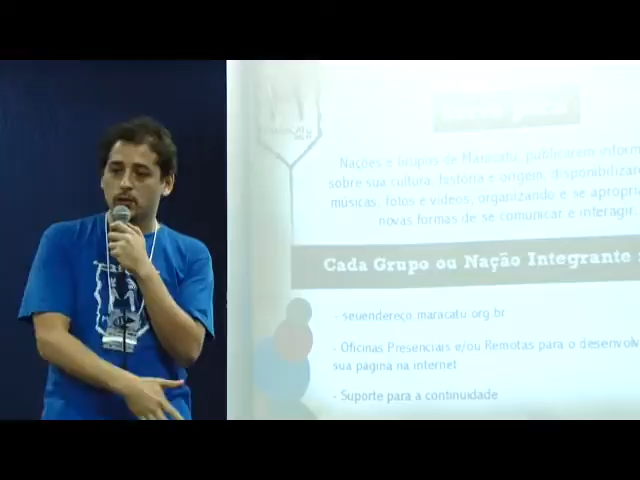 Nações e Grupos de Maracatu, publicarem inform
sobre sua cultura, história e origem, disponibilizar
músicas, fotos e vídeos, organizando e se apropri
novas formas de se comunicar e interagir.
Cada Grupo ou Nação Integrante
- seuendereço.maracatu.org.br
- Oficinas Presenciais e/ou Remotas para o desenvolv
sua página na internet
- Suporte para a continuidade